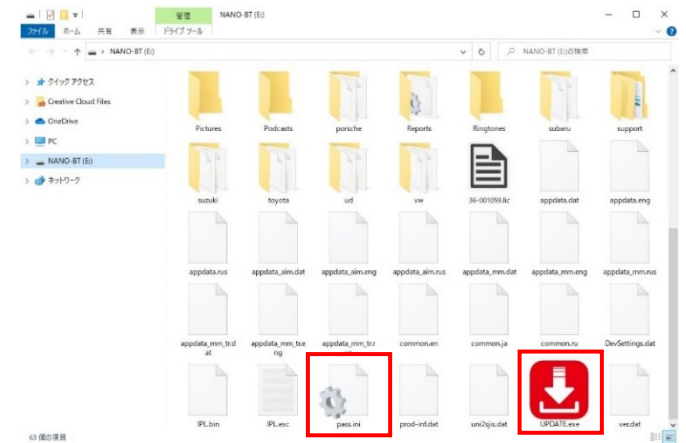 管理
NANO-BT (E:)
ファイル
ホーム
共有
表示
ドライブ ツール
NANO-BT (E:)
NANO-BT (E:)の検索
クイック アクセス
Creative Cloud Files
OneDrive
PC
NANO-BT (E:)
ネットワーク
Pictures
Podcasts
porsche
Reports
Ringtones
subaru
support
suzuki
toyota
ud
vw
36-001059.lic
appdata.dat
appdata.eng
appdata.rus
appdata_aim.dat
appdata_aim.eng
appdata_aim.rus
appdata_mm.dat
appdata_mm.eng
appdata_mm.rus
appdata_mm_tr.d
at
appdata_mm_tr.e
ng
appdata_mm_tr.r
common.en
common.ja
common.ru
DevSettings.dat
IPL.bin
IPL.exc
pass.ini
prod-inf.dat
uni2sjis.dat
UPDATE.exe
ver.dat
63 個の項目